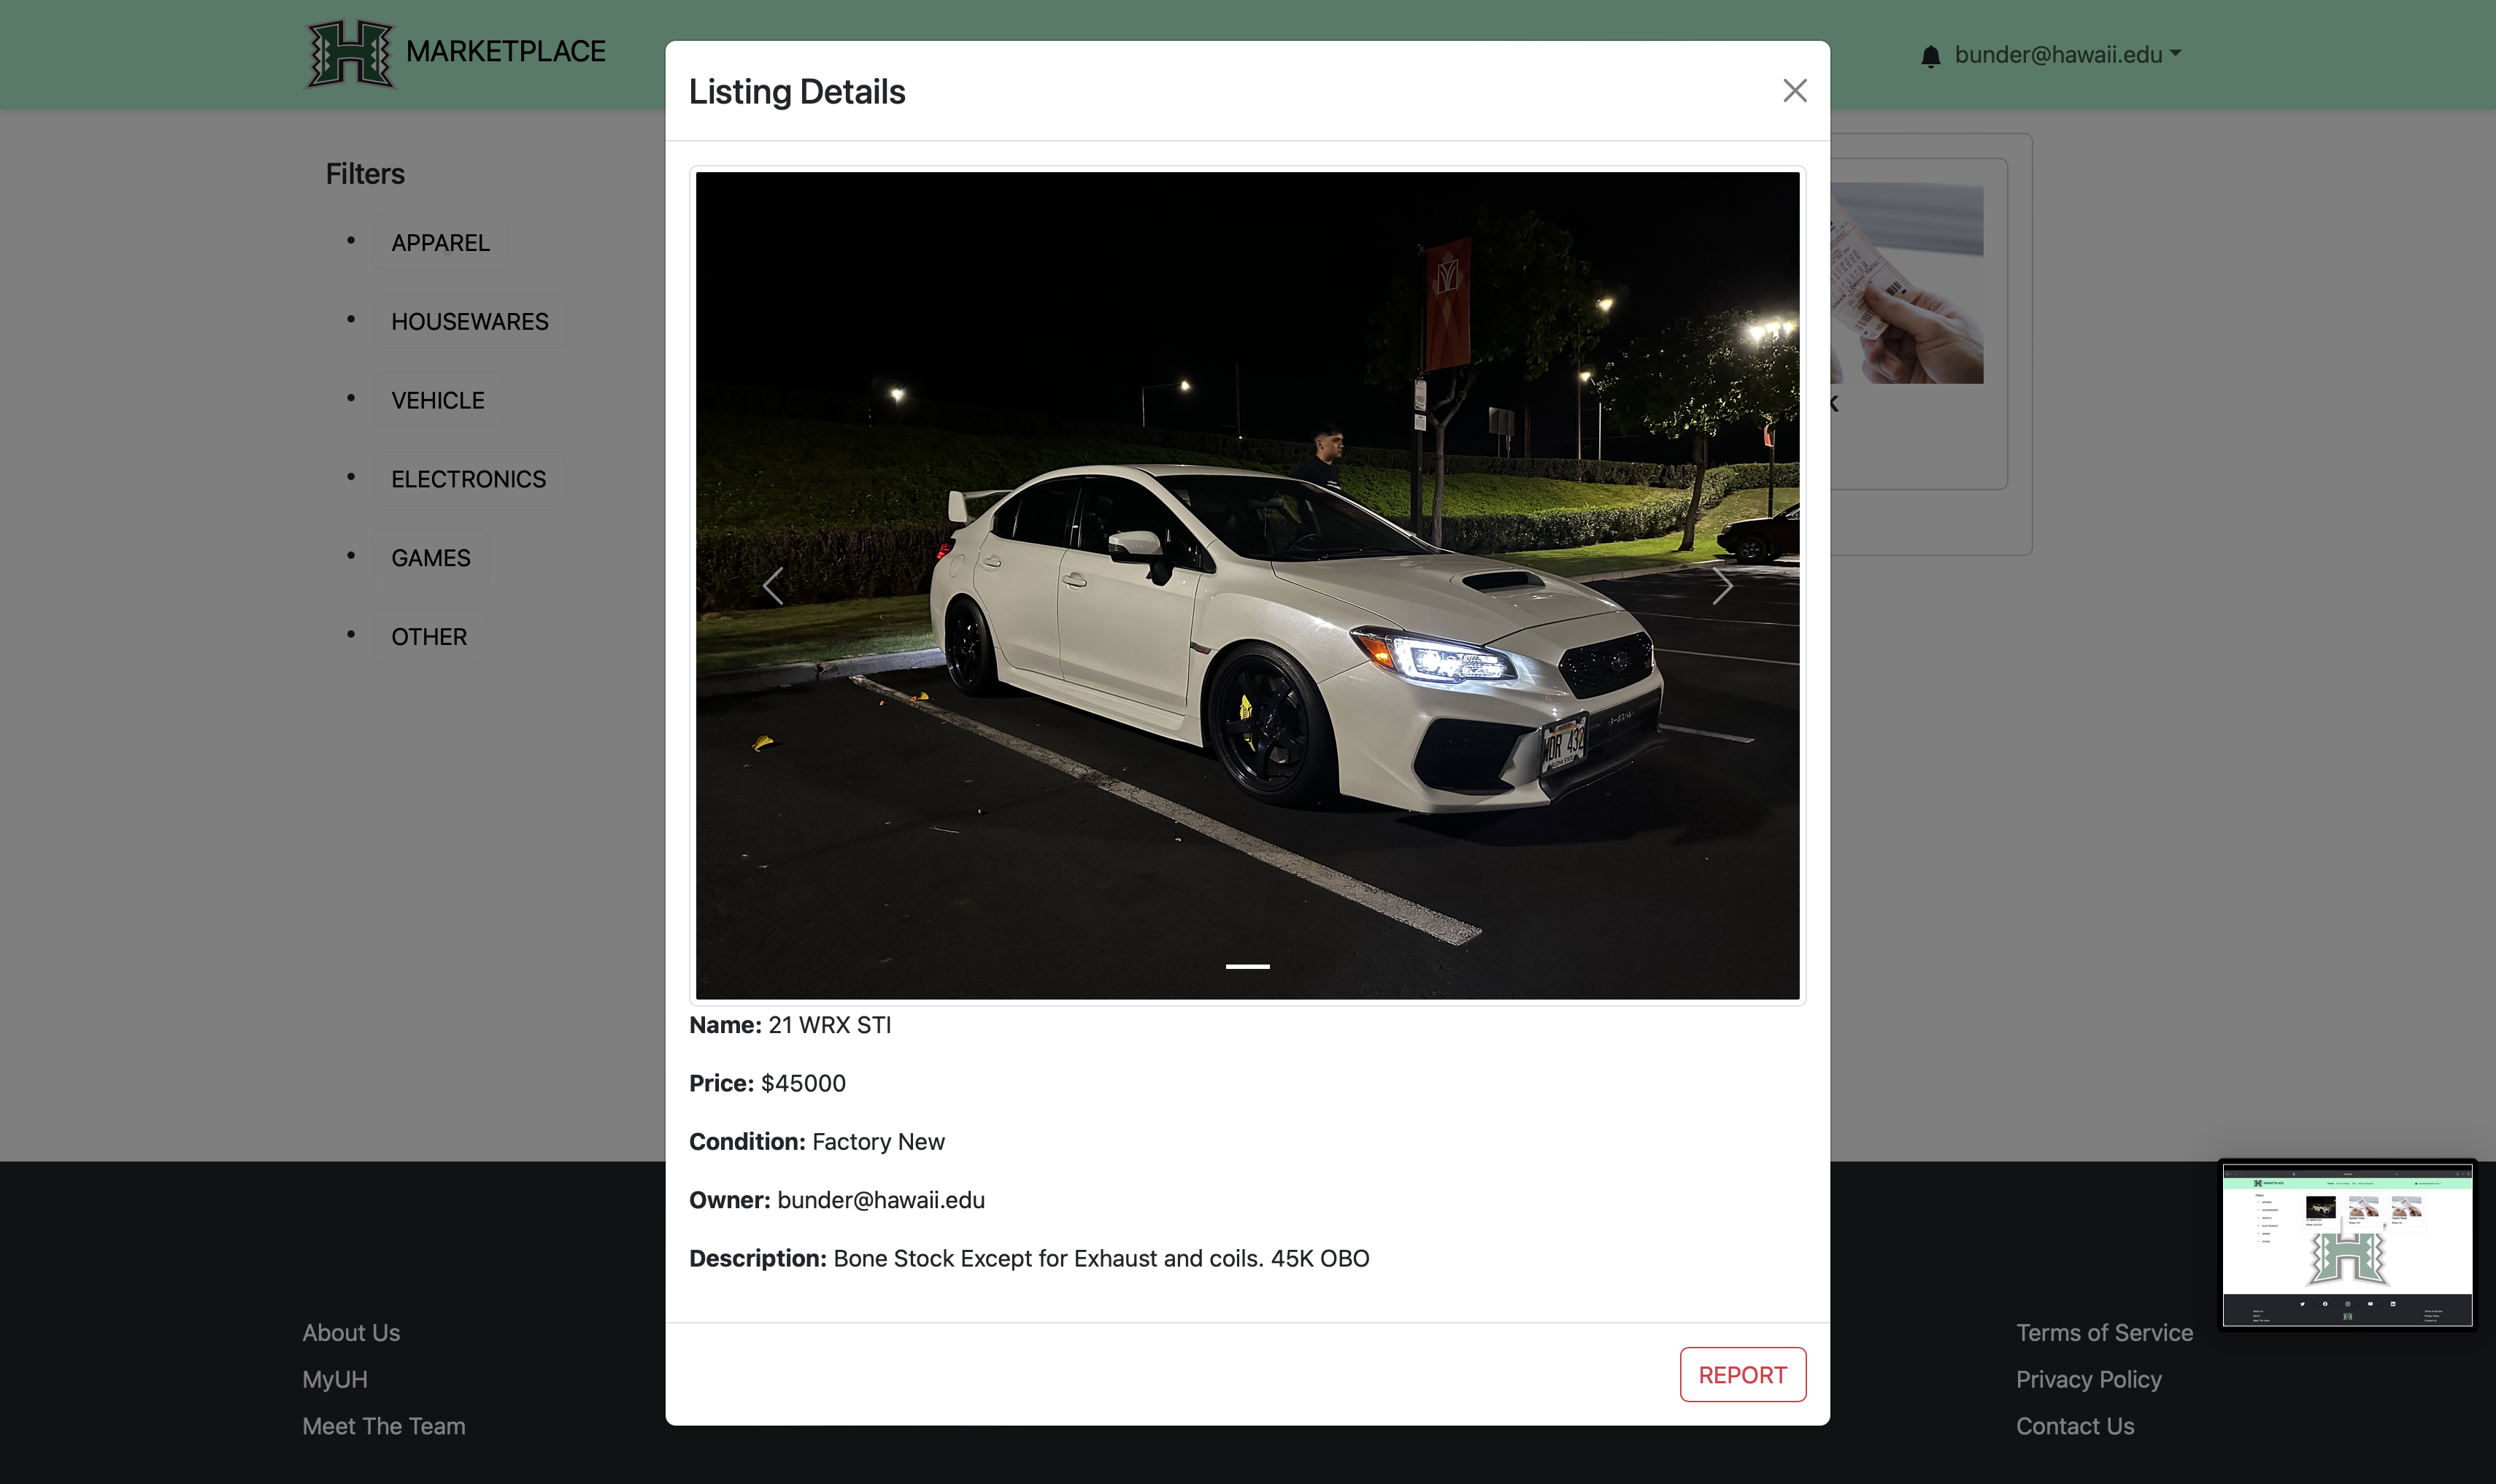 MARKETPLACE
bunder@hawaii.edu
Listing Details
Filters
APPAREL
HOUSEWARES
VEHICLE
ELECTRONICS
GAMES
OTHER
WDR 432
Name: 21 WRX STI
Price: $45000
Condition: Factory New
Owner: bunder@hawaii.edu
Description: Bone Stock Except for Exhaust and coils. 45K OBO
REPORT
About Us
MyUH
Meet The Team
Terms of Service
Privacy Policy
Contact Us